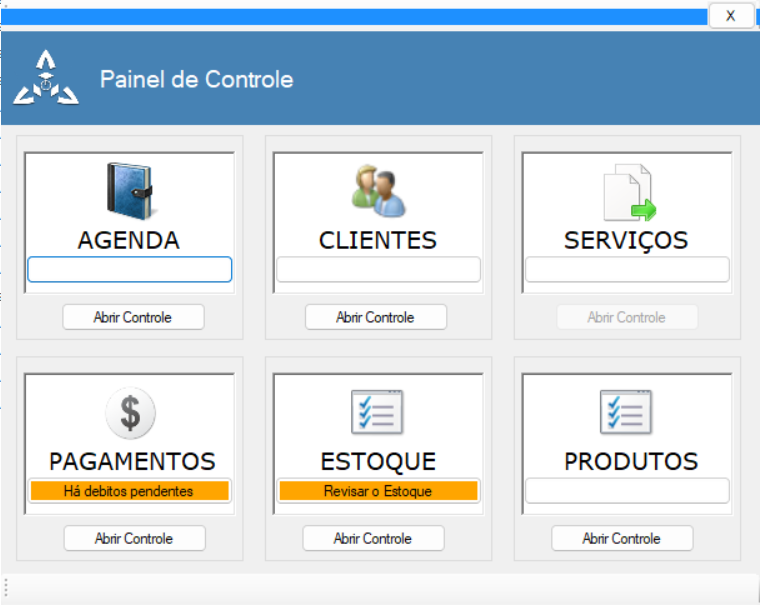 X
Painel de Controle
AGENDA
Abrir Controle
CLIENTES
Abrir Controle
SERVIÇOS
Abrir Controle
PAGAMENTOS
Há debitos pendentes
Abrir Controle
ESTOQUE
Revisar o Estoque
Abrir Controle
PRODUTOS
Abrir Controle